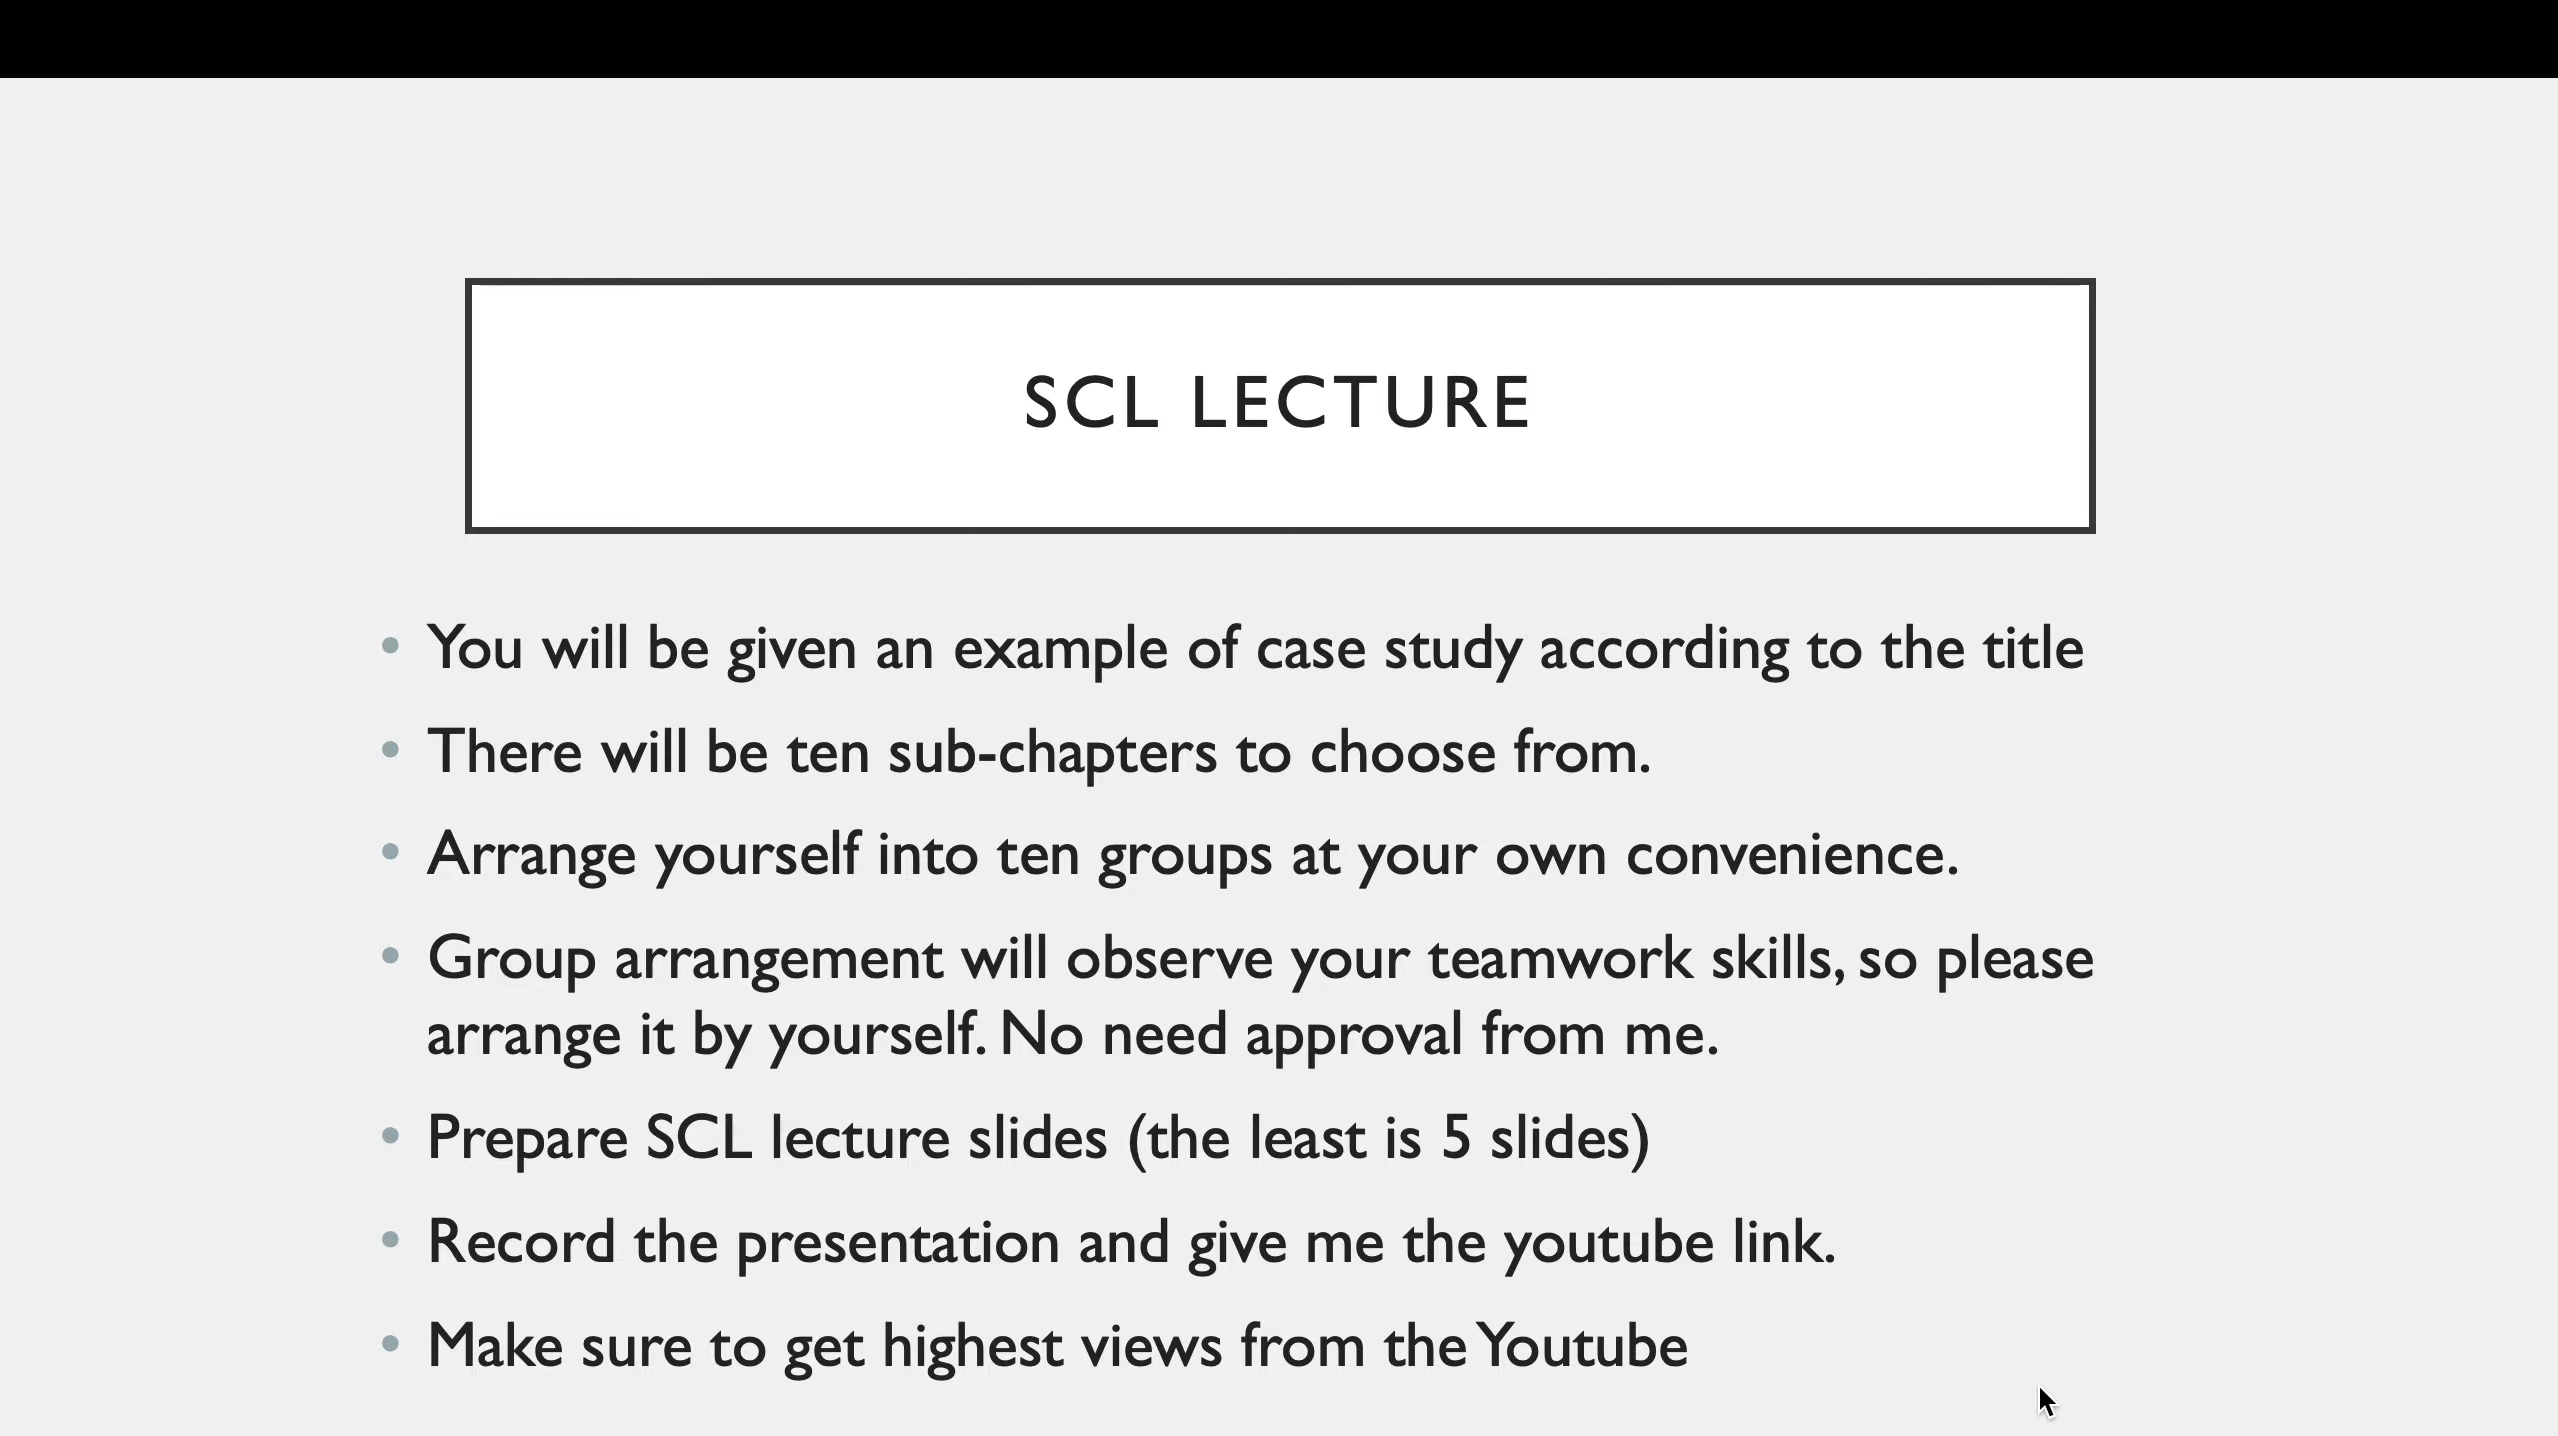 SCL LECTURE
• You will be given an example of case study according to the title
• There will be ten sub-chapters to choose from.
• Arrange yourself into ten groups at your own convenience.
• Group arrangement will observe your teamwork skills, so please
arrange it by yourself. No need approval from me.
• Prepare SCL lecture slides (the least is 5 slides)
• Record the presentation and give me the youtube link.
• Make sure to get highest views from the Youtube